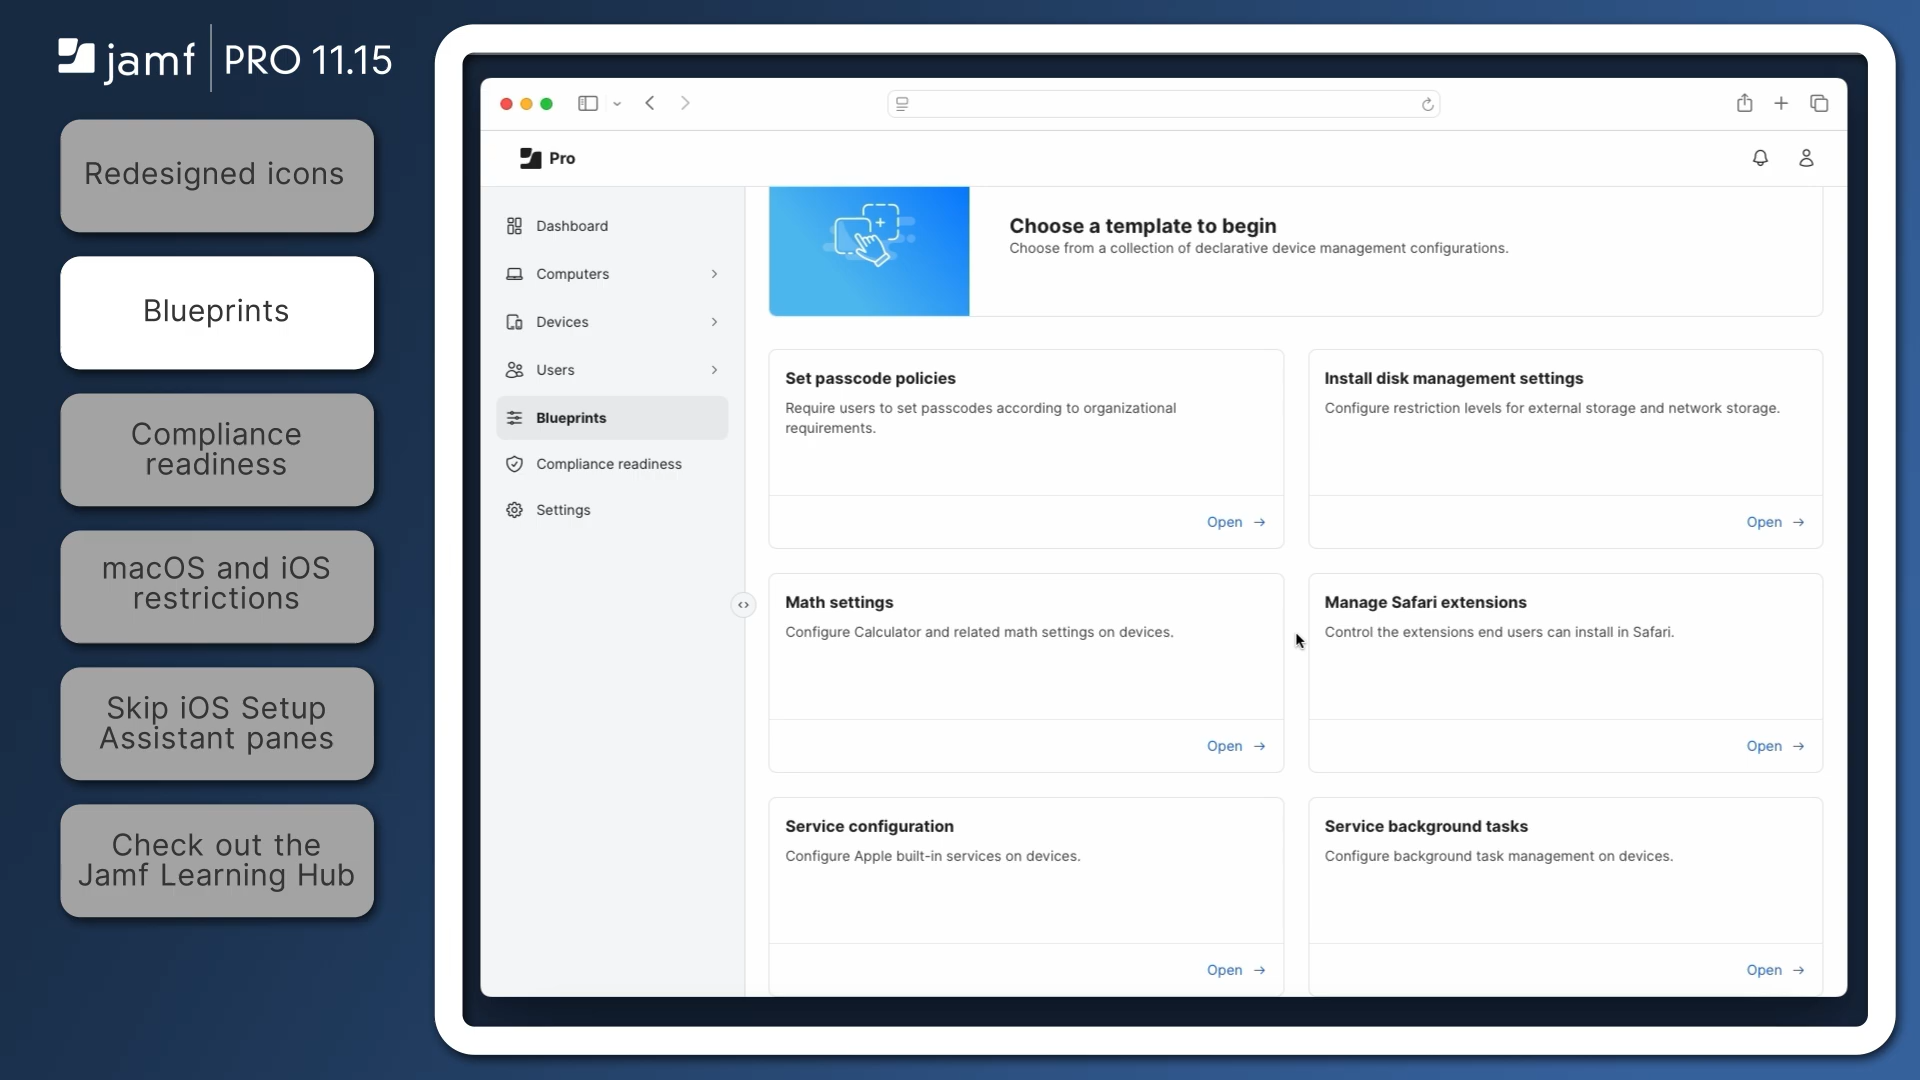 jamf | PRO 11.15
Redesigned icons
Blueprints
Compliance
readiness
macOS and iOS
restrictions
Skip iOS Setup
Assistant panes
Check out the
Jamf Learning Hub
Pro
Dashboard
Computers
Devices
Users
Blueprints
Compliance readiness
Settings
Choose a template to begin
Choose from a collection of declarative device management configurations.
Set passcode policies
Require users to set passcodes according to organizational
requirements.
Open
Install disk management settings
Configure restriction levels for external storage and network storage.
Open
Math settings
Configure Calculator and related math settings on devices.
Open
Manage Safari extensions
Control the extensions end users can install in Safari.
Open
Service configuration
Configure Apple built-in services on devices.
Open
Service background tasks
Configure background task management on devices.
Open